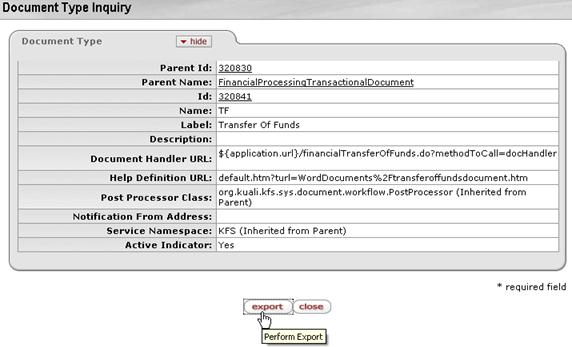 Document Type Inquiry
Document Type
hide
Parent Id: 320830
Parent Name: FinancialProcessingTransactionalDocument
Id: 320841
Name: TF
Label: Transfer Of Funds
Description:
Document Handler URL: ${application.url}/financialTransferOfFunds.do?methodToCall=docHandler
Help Definition URL: default.htm?turl=WordDocuments%2Ftransferoffundsdocument.htm
Post Processor Class: org.kuali.kfs.sys.document.workflow.PostProcessor (Inherited from
Parent)
Notification From Address:
Service Namespace: KFS (Inherited from Parent)
Active Indicator: Yes
* required field
export close
Perform Export